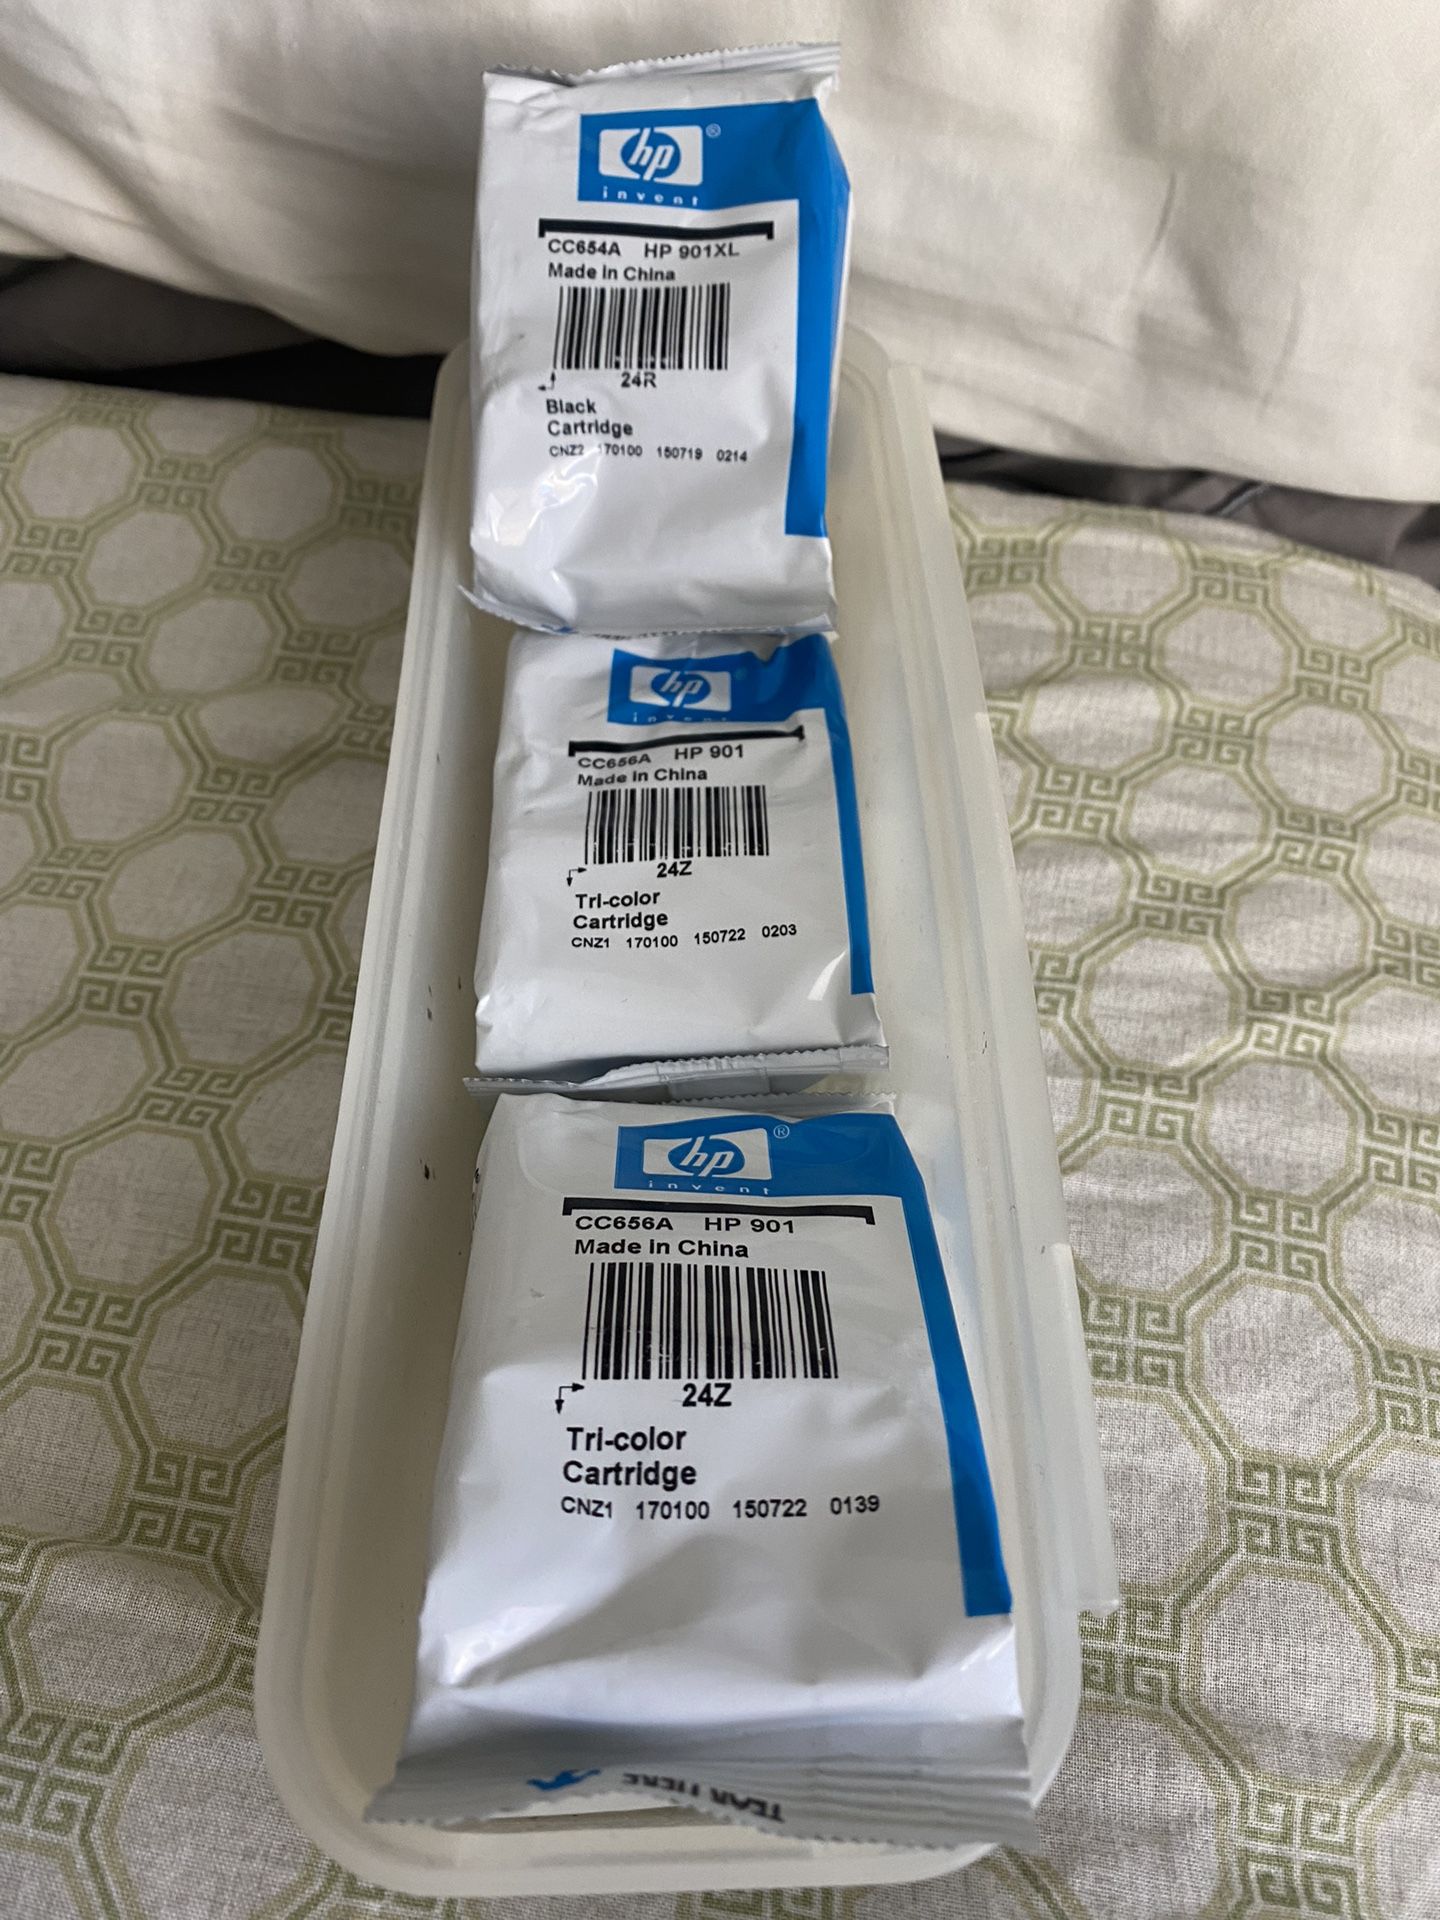 hp®
invent
CC654A HP 901XL
Made in China
24R
Black
Cartridge
CNZ2 170100 150719 0214
hp
invent
CC656A HP 901
Made in China
24Z
Tri-color
Cartridge
CNZ1 170100 150722 0203
hp®
invent
CC656A HP 901
Made in China
24Z
Tri-color
Cartridge
CNZ1 170100 150722 0139
TEAR HERE